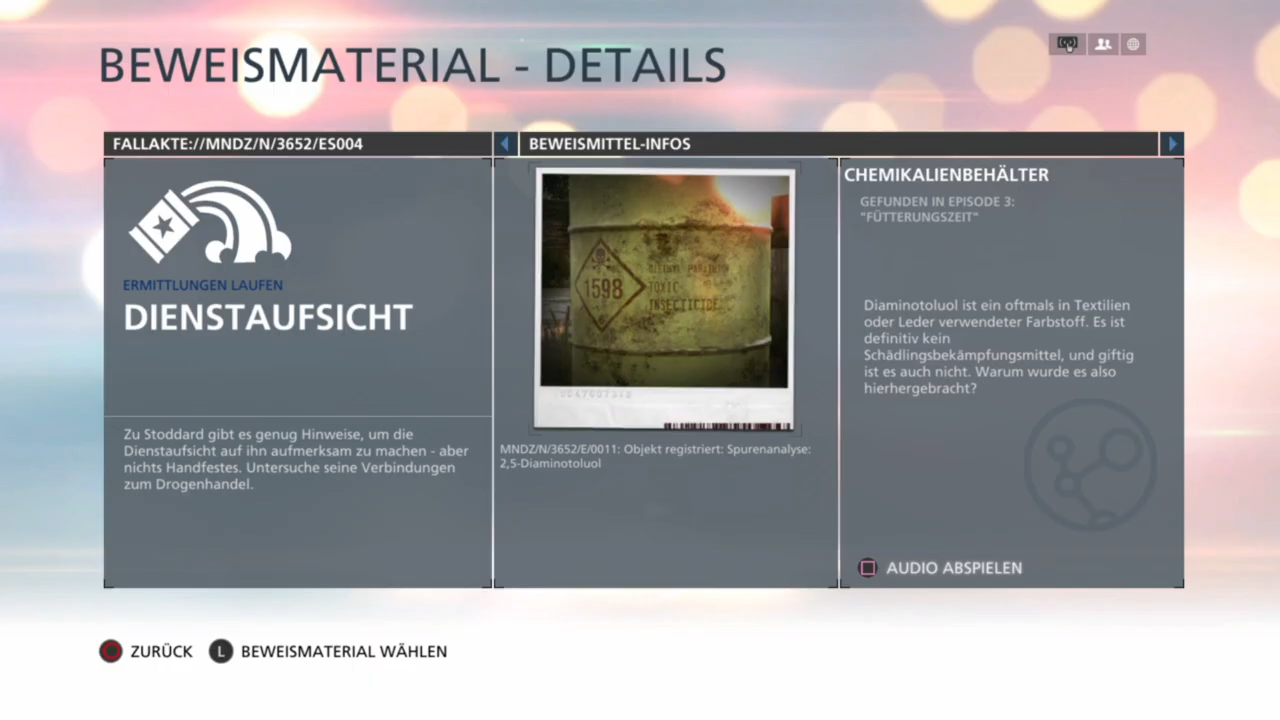 BEWEISMATERIAL - DETAILS
FALLAKTE://MNDZ/N/3652/ES004
ERMITTLUNGEN LAUFEN
DIENSTAUFSICHT
Zu Stoddard gibt es genug Hinweise, um die
Dienstaufsicht auf ihn aufmerksam zu machen - aber
nichts Handfestes. Untersuche seine Verbindungen
zum Drogenhandel.
BEWEISMITTEL-INFOS
1598
TOXIC
INSECTICIDE
MNDZ/N/3652/E/0011: Objekt registriert: Spurenanalyse:
2,5-Diaminotoluol
CHEMIKALIENBEHÄLTER
GEFUNDEN IN EPISODE 3:
"FÜTTERUNGSZEIT"
Diaminotoluol ist ein oftmals in Textilien
oder Leder verwendeter Farbstoff. Es ist
definitiv kein
Schädlingsbekämpfungsmittel, und giftig
ist es auch nicht. Warum wurde es also
hierhergebracht?
AUDIO ABSPIELEN
ZURÜCK
L BEWEISMATERIAL WÄHLEN